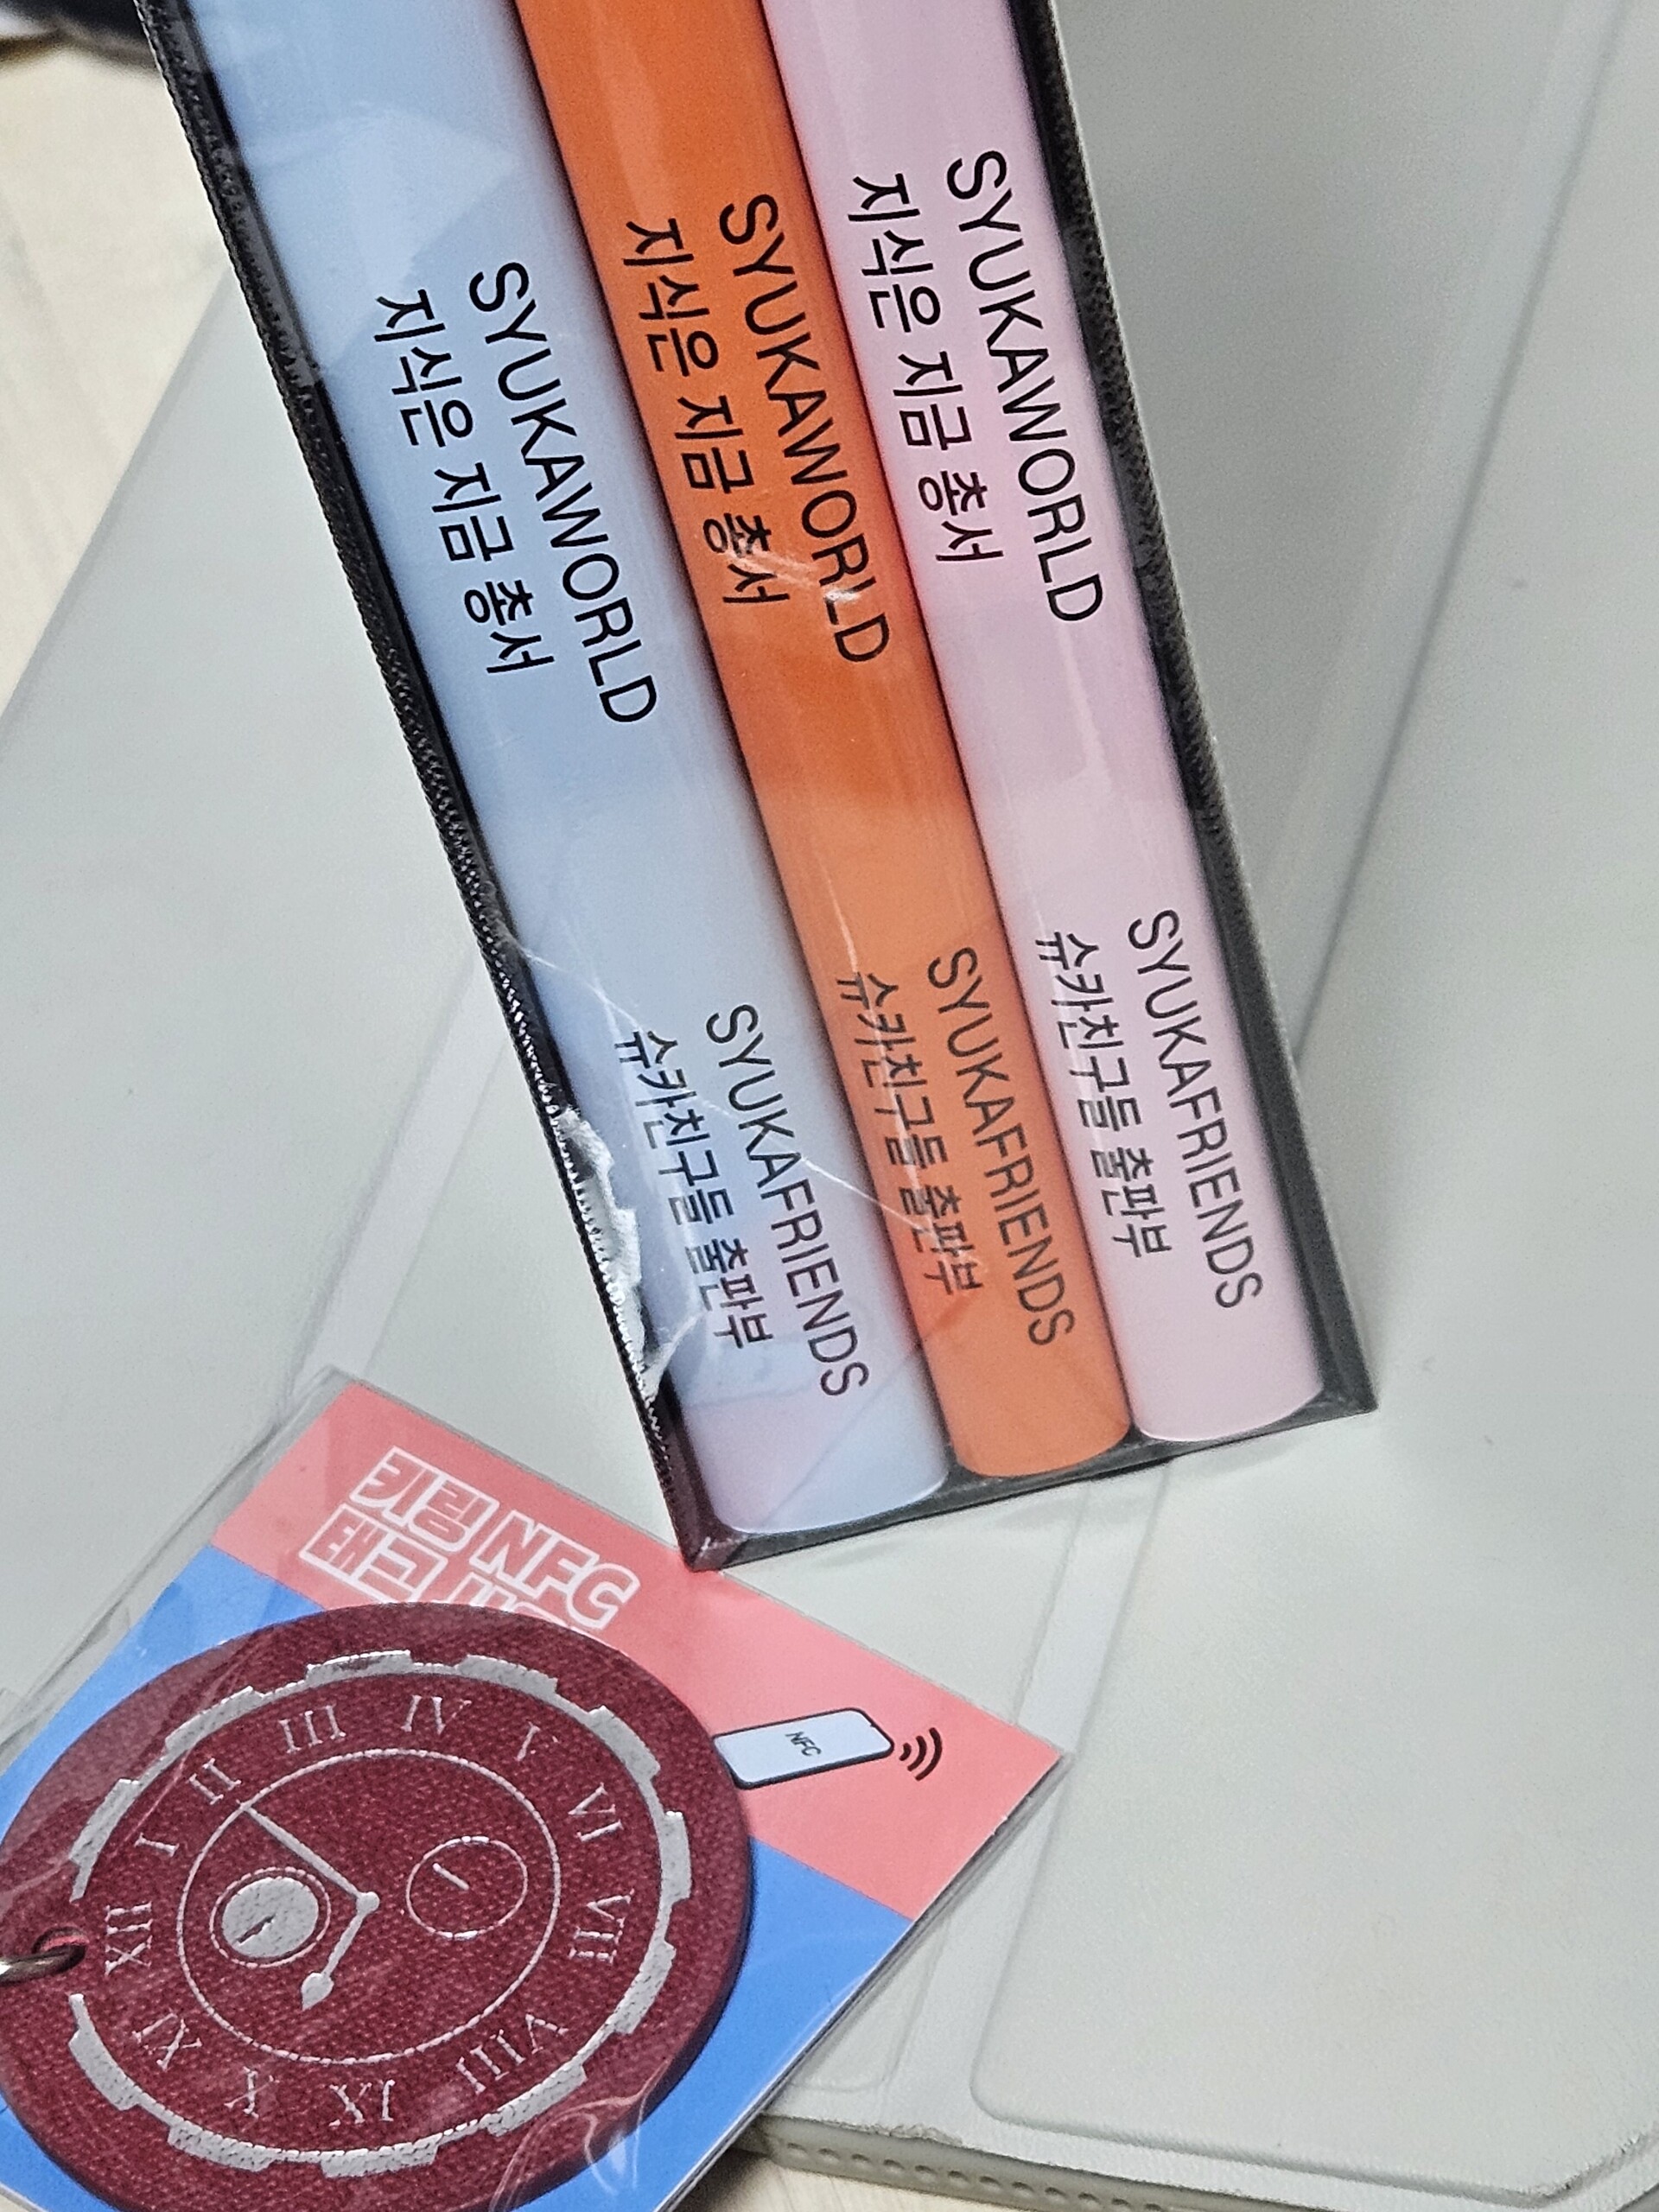 SYUKAWORLD
지식은 지금 총서
SYUKAFRIENDS
슈카친구들 출판부
SYUKAWORLD
지식은 지금 총서
SYUKAFRIENDS
슈카친구들 출판부
SYUKAWORLD
지식은 지금 총서
SYUKAFRIENDS
슈카친구들 출판부
키링 NFC
태그
NFC
XII
I
II
III
IV
V
VI
VII
VIII
IX
X
XI